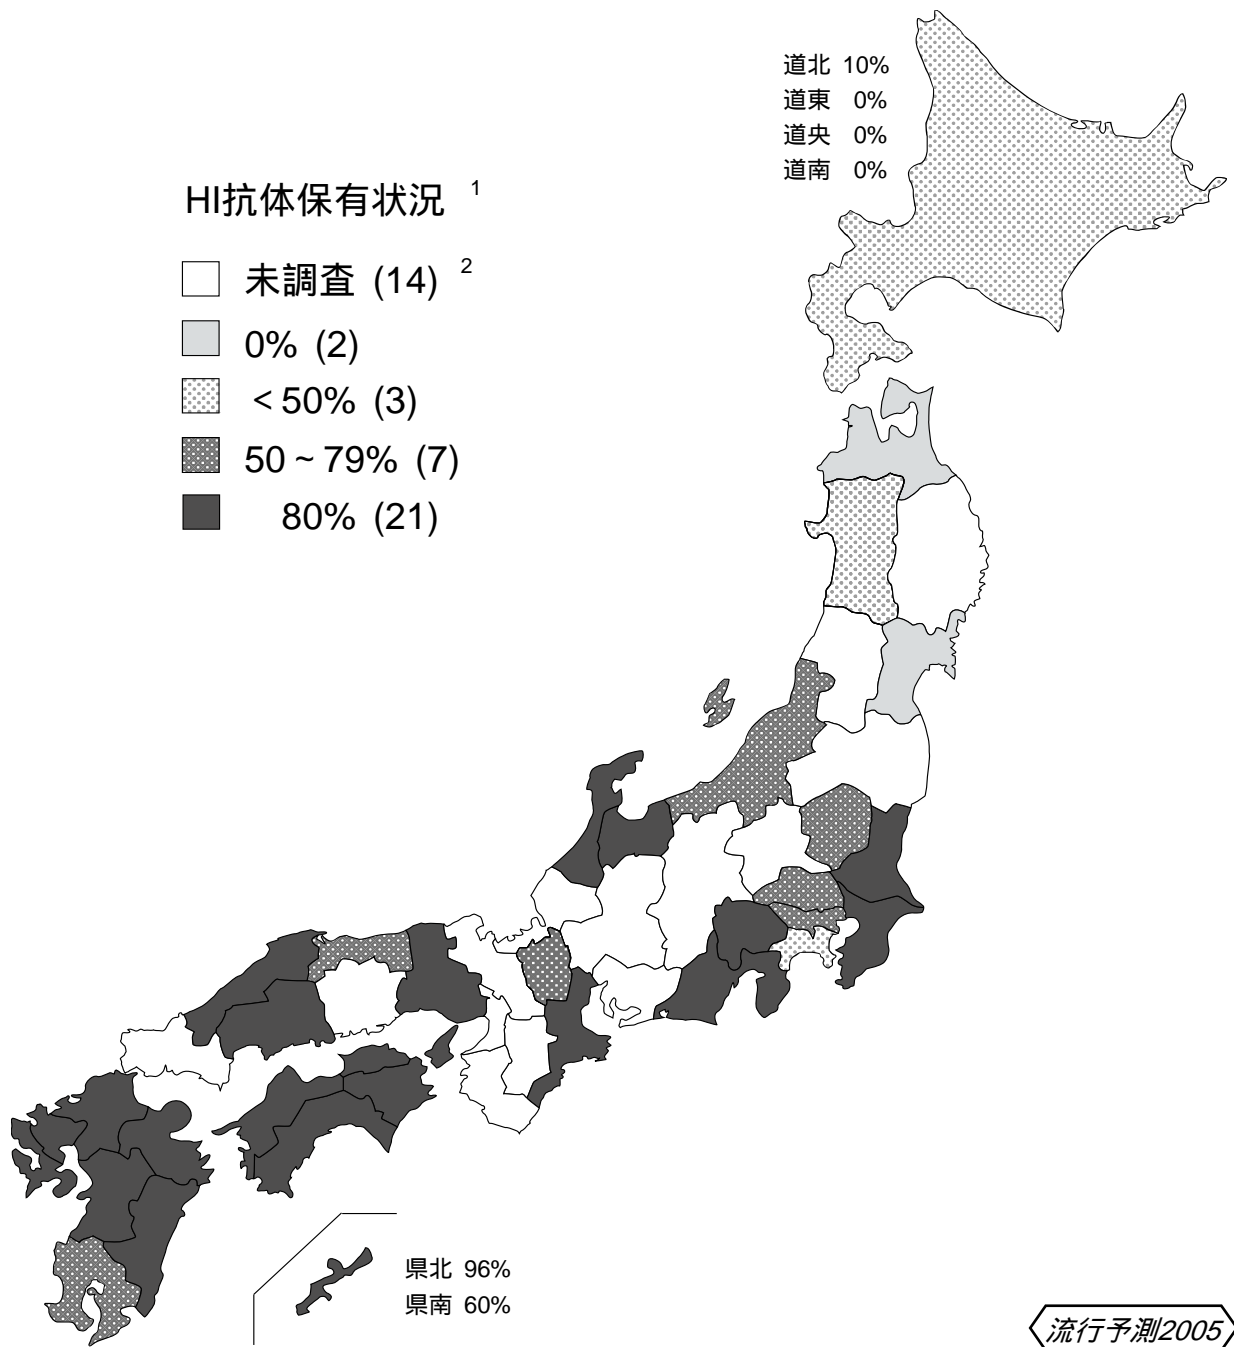 道北 10%
道東 0%
道央 0%
道南 0%
HI抗体保有状況 1
未調査 (14) 2
0% (2)
＜50% (3)
50～79% (7)
80% (21)
県北 96%
県南 60%
流行予測2005